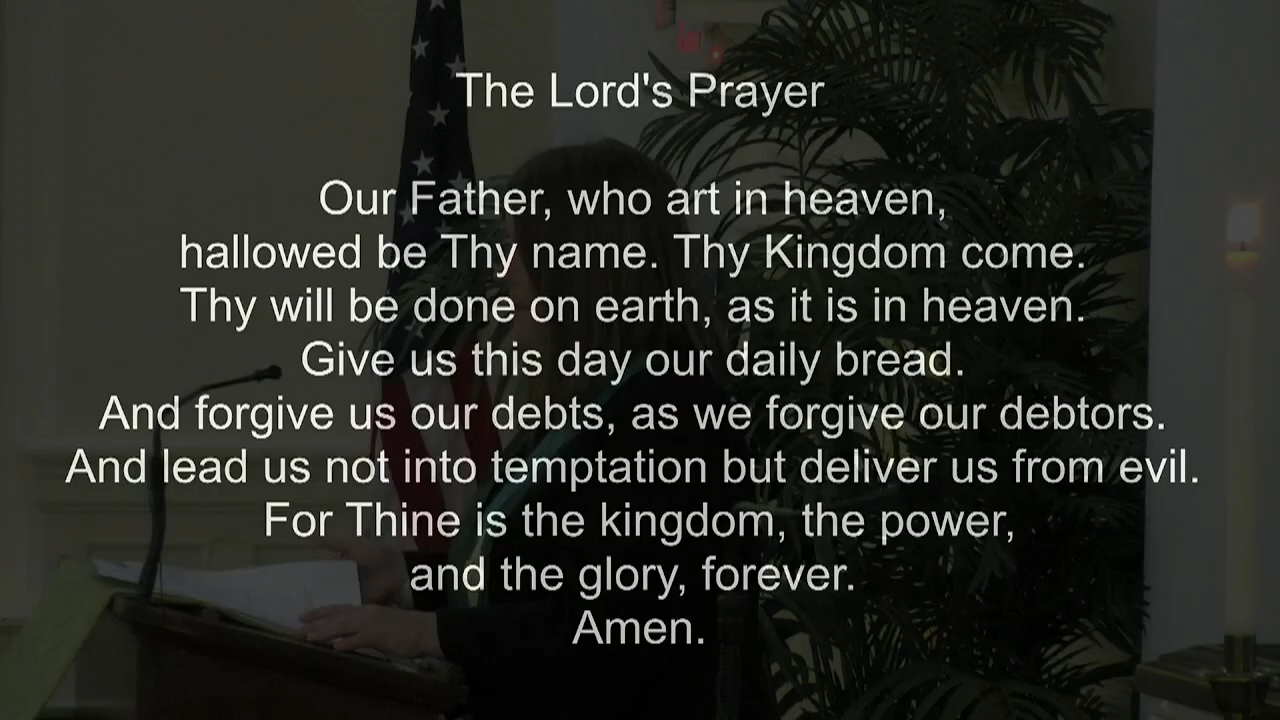 The Lord's Prayer
Our Father, who art in heaven,
hallowed be Thy name. Thy Kingdom come.
Thy will be done on earth, as it is in heaven.
Give us this day our daily bread.
And forgive us our debts, as we forgive our debtors.
And lead us not into temptation but deliver us from evil.
For Thine is the kingdom, the power,
and the glory, forever.
Amen.